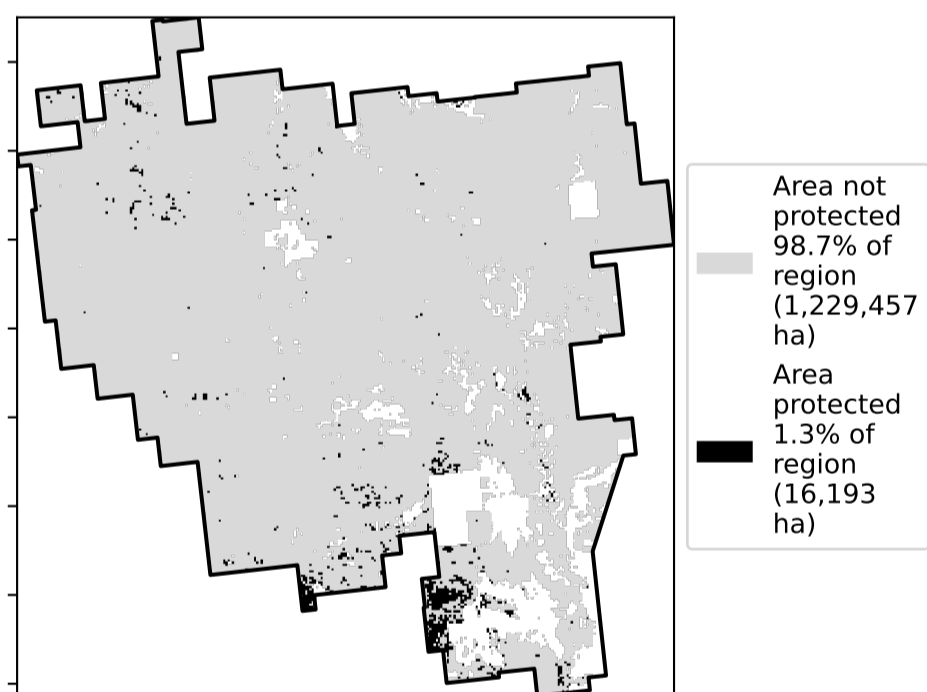 Area not
protected
98.7% of
region
(1,229,457
ha)
Area
protected
1.3% of
region
(16,193
ha)